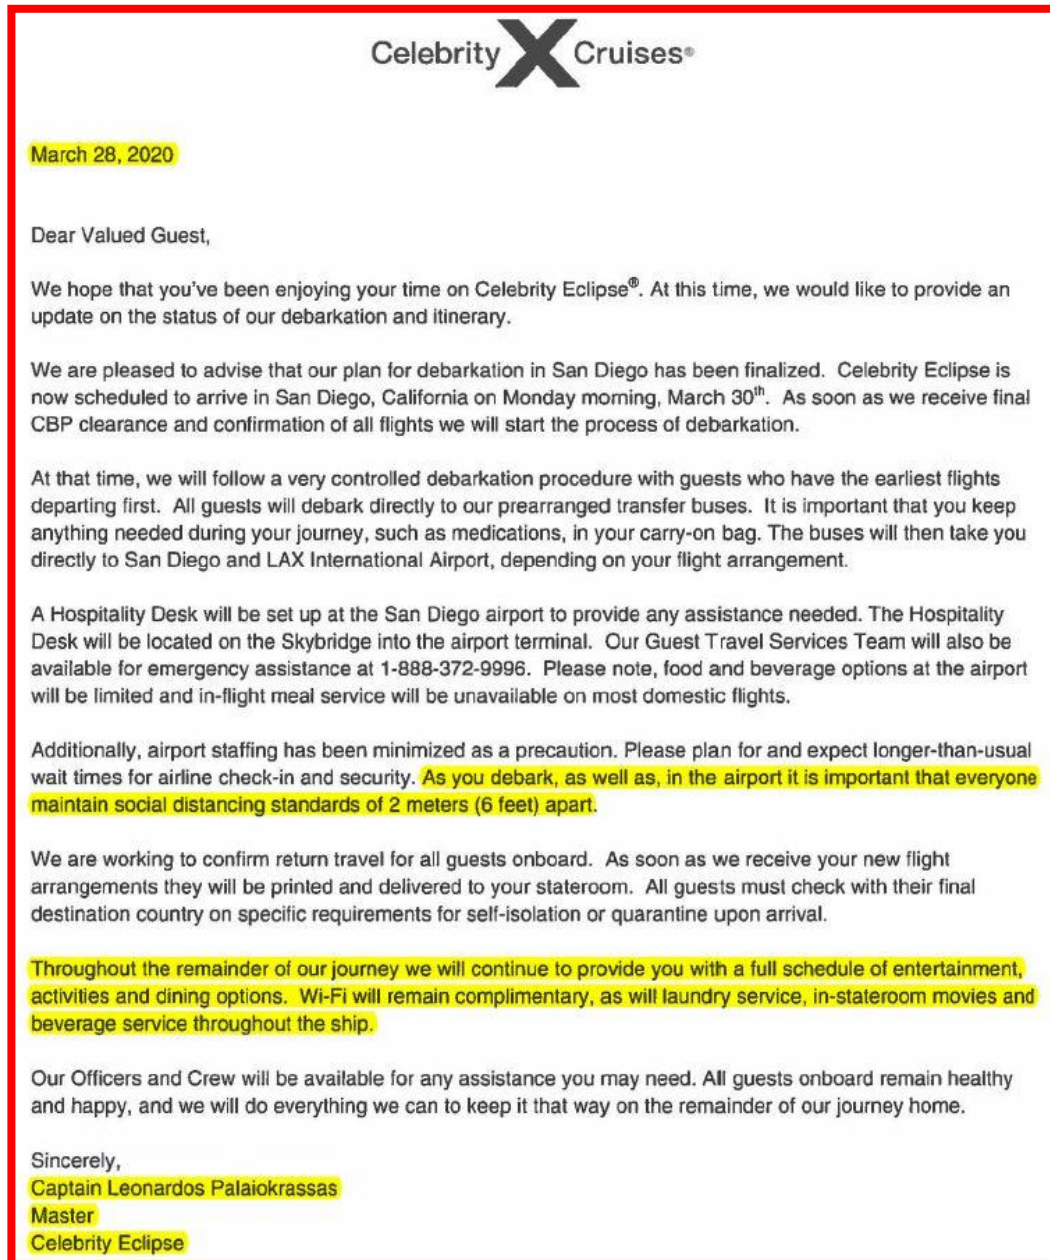 Celebrity X Cruises®
March 28, 2020
Dear Valued Guest,
We hope that you've been enjoying your time on Celebrity Eclipse®. At this time, we would like to provide an
update on the status of our debarkation and itinerary.
We are pleased to advise that our plan for debarkation in San Diego has been finalized. Celebrity Eclipse is
now scheduled to arrive in San Diego, California on Monday morning, March 30th. As soon as we receive final
CBP clearance and confirmation of all flights we will start the process of debarkation.
At that time, we will follow a very controlled debarkation procedure with guests who have the earliest flights
departing first. All guests will debark directly to our prearranged transfer buses. It is important that you keep
anything needed during your journey, such as medications, in your carry-on bag. The buses will then take you
directly to San Diego and LAX International Airport, depending on your flight arrangement.
A Hospitality Desk will be set up at the San Diego airport to provide any assistance needed. The Hospitality
Desk will be located on the Skybridge into the airport terminal. Our Guest Travel Services Team will also be
available for emergency assistance at 1-888-372-9996. Please note, food and beverage options at the airport
will be limited and in-flight meal service will be unavailable on most domestic flights.
Additionally, airport staffing has been minimized as a precaution. Please plan for and expect longer-than-usual
wait times for airline check-in and security. As you debark, as well as, in the airport it is important that everyone
maintain social distancing standards of 2 meters (6 feet) apart.
We are working to confirm return travel for all guests onboard. As soon as we receive your new flight
arrangements they will be printed and delivered to your stateroom. All guests must check with their final
destination country on specific requirements for self-isolation or quarantine upon arrival.
Throughout the remainder of our journey we will continue to provide you with a full schedule of entertainment,
activities and dining options. Wi-Fi will remain complimentary, as will laundry service, in-stateroom movies and
beverage service throughout the ship.
Our Officers and Crew will be available for any assistance you may need. All guests onboard remain healthy
and happy, and we will do everything we can to keep it that way on the remainder of our journey home.
Sincerely,
Captain Leonardos Palaiokrassas
Master
Celebrity Eclipse